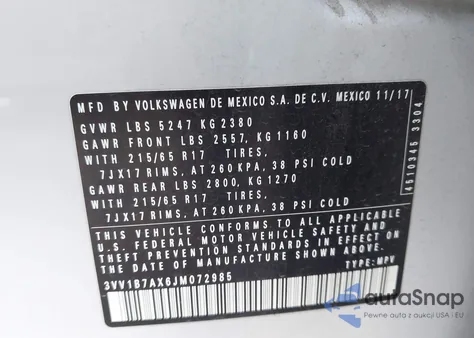 MFD BY VOLKSWAGEN DE MEXICO S.A. DE C.V. MEXICO 11/17
GVWR LBS 5247 KG 2380
GAWR FRONT LBS 2557, KG 1160
WITH 215/65 R17 TIRES.
7JX17 RIMS. AT 260 KPA, 38 PSI COLD
GAWR REAR LBS 2800, KG 1270
WITH 215/65 R17 TIRES.
7JX17 RIMS, AT 260 KPA, 38 PSI COLD
THIS VEHICLE CONFORMS TO ALL APPLICABLE
U.S. FEDERAL MOTOR VEHICLE SAFETY AND
THEFT PREVENTION STANDARDS IN EFFECT ON THE
DATE OF MANUFACTURE SHOWN ABOVE.
3VV1B7AX6JM072985 TYPE: MPV
4510345 3304
autaSnap
Pewne auta z aukcji USA i EU